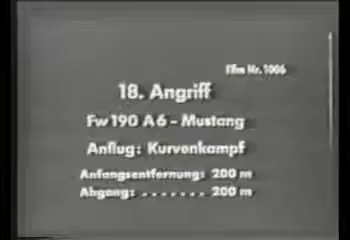 Film Nr. 1006
18. Angriff
Fw 190 A 6 - Mustang
Anflug: Kurvenkampf
Anfangsentfernung: 200 m
Abgang: . . . . . . . 200 m